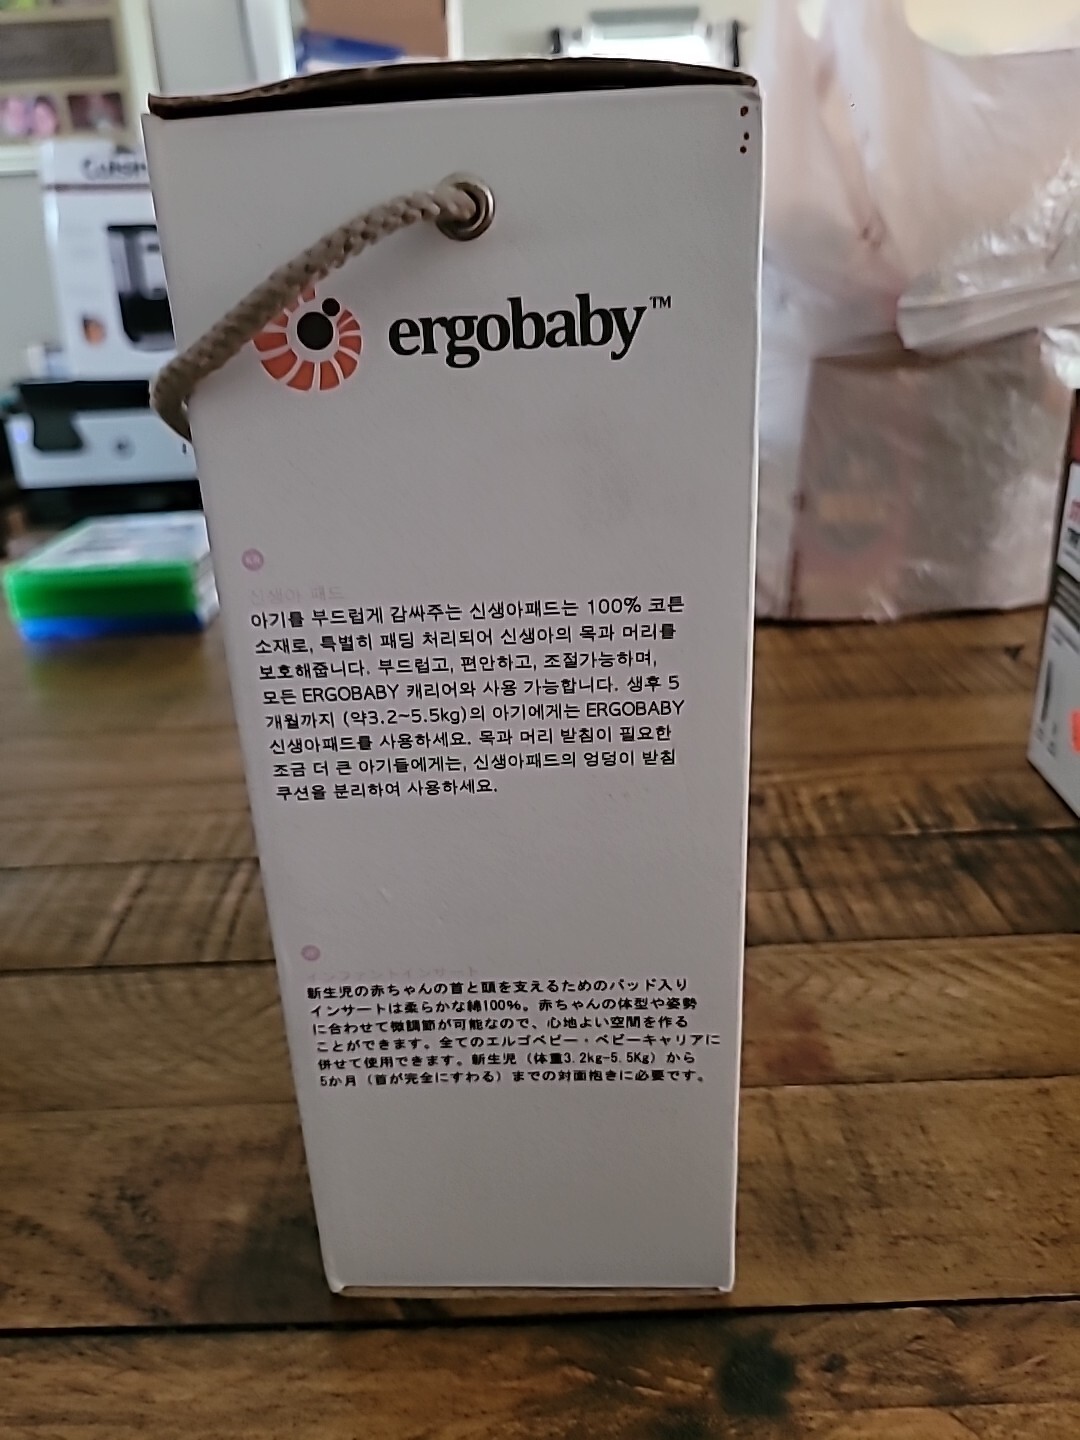 ergobaby™
신생아 패드
아기를 부드럽게 감싸주는 신생아패드는 100% 코튼
소재로, 특별히 패딩 처리되어 신생아의 목과 머리를
보호해줍니다. 부드럽고, 편안하고, 조절가능하며,
모든 ERGOBABY 캐리어와 사용 가능합니다. 생후 5
개월까지 (약3.2~5.5kg)의 아기에게는 ERGOBABY
신생아패드를 사용하세요. 목과 머리 받침이 필요한
조금 더 큰 아기들에게는, 신생아패드의 엉덩이 받침
쿠션을 분리하여 사용하세요.
インファントインサート
新生児の赤ちゃんの首と頭を支えるためのパッド入り
インサートは柔らかな綿100%。赤ちゃんの体型や姿勢
に合わせて微調節が可能なので、心地よい空間を作る
ことができます。全てのエルゴベビー・ベビーキャリアに
併せて使用できます。新生児（体重3.2kg-5.5Kg）から
5か月（首が完全にすわる）までの対面抱きに必要です。